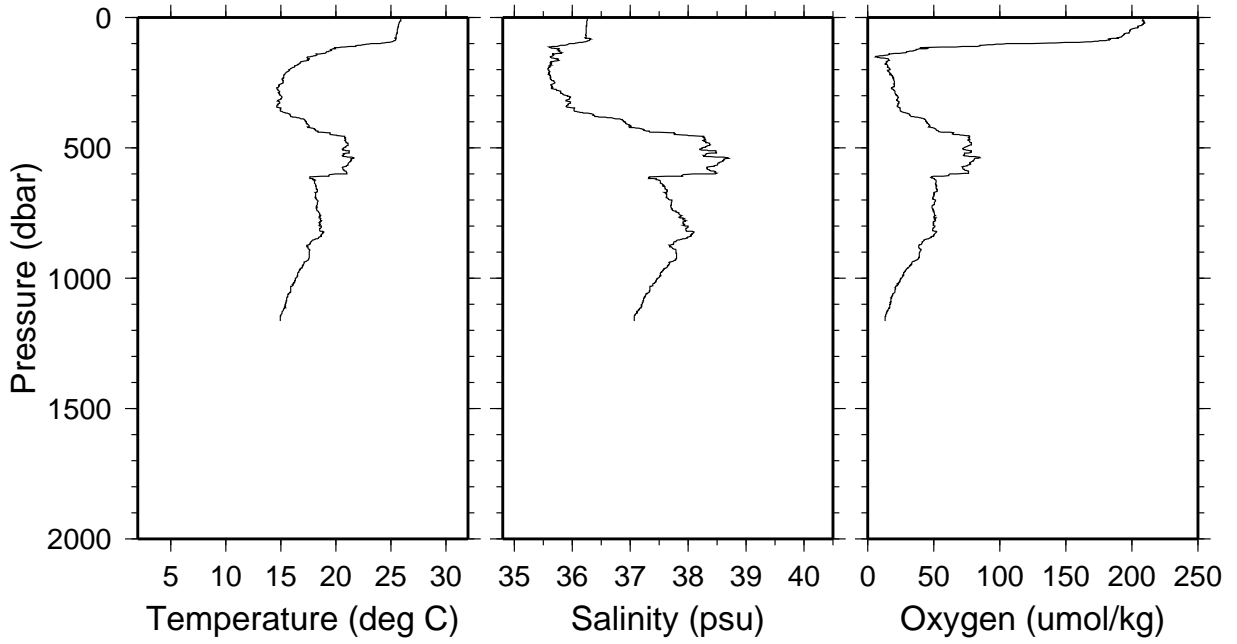 0
500
1000
1500
2000
Pressure (dbar)
5 10 15 20 25 30
Temperature (deg C)
35 36 37 38 39 40
Salinity (psu)
0 50 100 150 200 250
Oxygen (umol/kg)